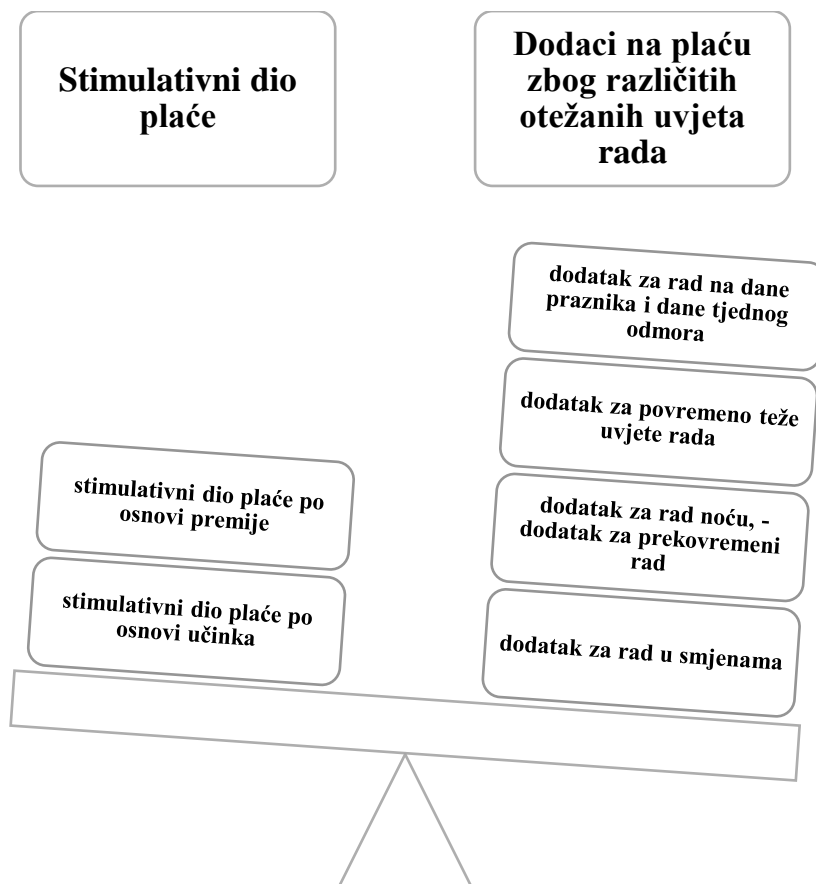 Stimulativni dio
plaće
Dodaci na plaću
zbog različitih
otežanih uvjeta
rada
stimulativni dio plaće po
osnovi premije
stimulativni dio plaće po
osnovi učinka
dodatak za rad na dane
praznika i dane tjednog
odmora
dodatak za povremeno teže
uvjete rada
dodatak za rad noću, -
dodatak za prekovremeni
rad
dodatak za rad u smjenama